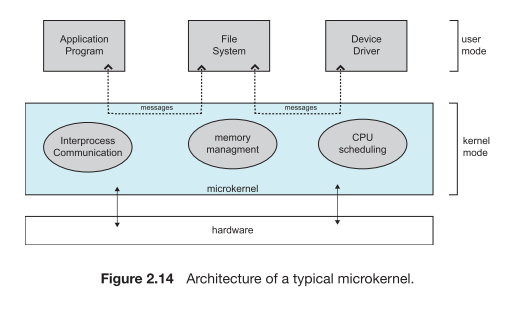 Application
Program
File
System
Device
Driver
user
mode
messages
messages
Interprocess
Communication
memory
managment
CPU
scheduling
kernel
mode
microkernel
hardware
Figure 2.14 Architecture of a typical microkernel.